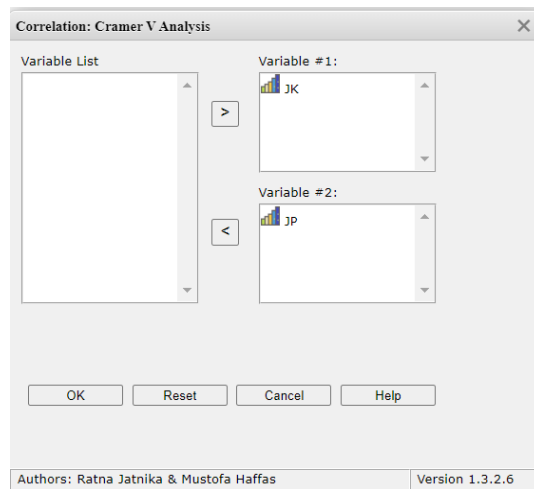 Correlation: Cramer V Analysis
Variable List
Variable #1:
JK
>
Variable #2:
JP
<
OK
Reset
Cancel
Help
Authors: Ratna Jatnika & Mustofa Haffas
Version 1.3.2.6